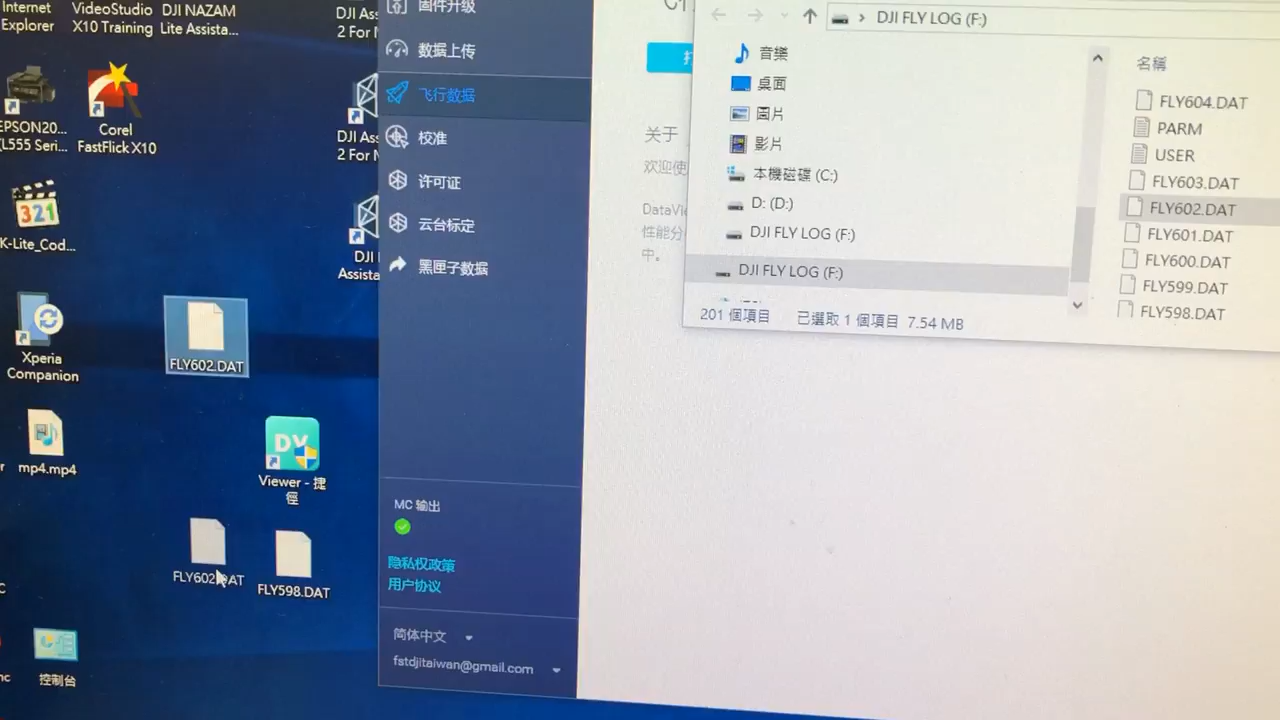 Internet
Explorer
VideoStudio
X10 Training
DJI NAZAM
Lite Assista...
DJI As
2 For
EPSON20...
(L555 Seri...
Corel
FastFlick X10
DJI Ass
2 For
K-Lite_Cod...
DJI
Assista
Xperia
Companion
FLY602.DAT
mp4.mp4
Viewer - 捷
徑
FLY602.DAT
FLY598.DAT
控制台
固件升级
数据上传
飞行数据
校准
许可证
云台标定
黑匣子数据
MC 输出
隐私权政策
用户协议
简体中文
fstdjitaiwan@gmail.com
关于
欢迎使
DataVie
性能分
中。
DJI FLY LOG (F:)
音樂
桌面
圖片
影片
本機磁碟 (C:)
D: (D:)
DJI FLY LOG (F:)
DJI FLY LOG (F:)
201 個項目 已選取 1 個項目 7.54 MB
名稱
FLY604.DAT
PARM
USER
FLY603.DAT
FLY602.DAT
FLY601.DAT
FLY600.DAT
FLY599.DAT
FLY598.DAT